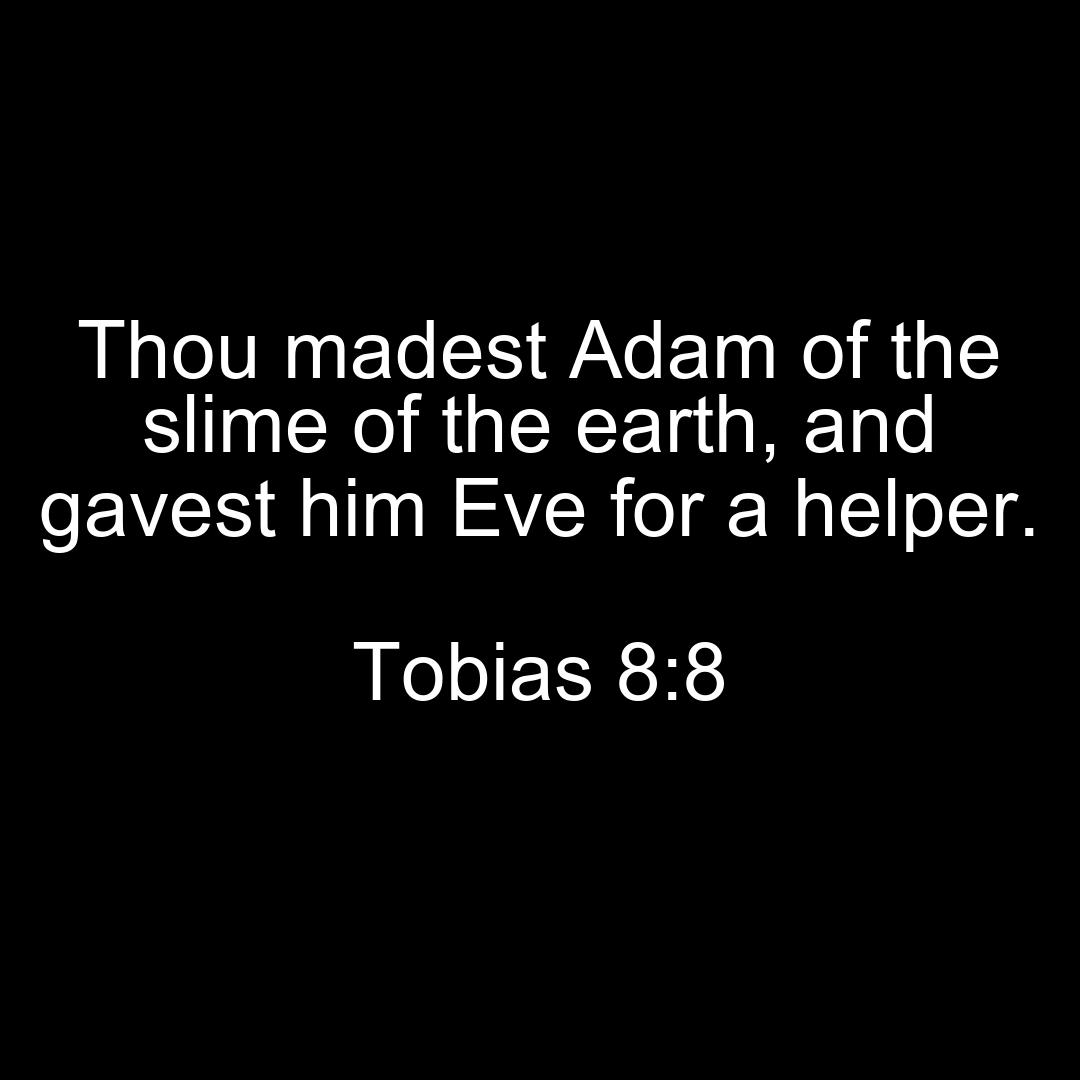 Thou madest Adam of the
slime of the earth, and
gavest him Eve for a helper.
Tobias 8:8